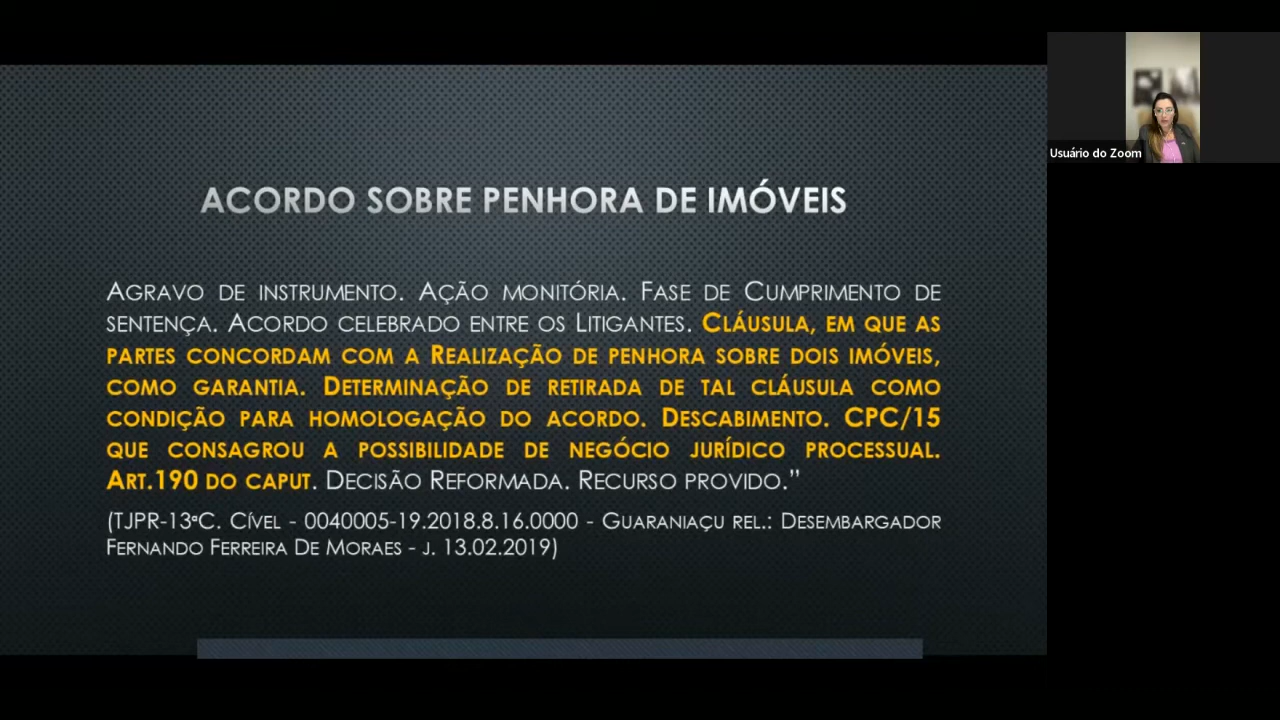 ACORDO SOBRE PENHORA DE IMÓVEIS
AGRAVO DE INSTRUMENTO. AÇÃO MONITÓRIA. FASE DE CUMPRIMENTO DE
SENTENÇA. ACORDO CELEBRADO ENTRE OS LITIGANTES. CLÁUSULA, EM QUE AS
PARTES CONCORDAM COM A REALIZAÇÃO DE PENHORA SOBRE DOIS IMÓVEIS,
COMO GARANTIA. DETERMINAÇÃO DE RETIRADA DE TAL CLÁUSULA COMO
CONDIÇÃO PARA HOMOLOGAÇÃO DO ACORDO. DESCABIMENTO. CPC/15
QUE CONSAGROU A POSSIBILIDADE DE NEGÓCIO JURÍDICO PROCESSUAL.
ART.190 DO CAPUT. DECISÃO REFORMADA. RECURSO PROVIDO.”
(TJPR-13ªC. CÍVEL - 0040005-19.2018.8.16.0000 - GUARANIAÇU REL.: DESEMBARGADOR
FERNANDO FERREIRA DE MORAES - J. 13.02.2019)
Usuário do Zoom